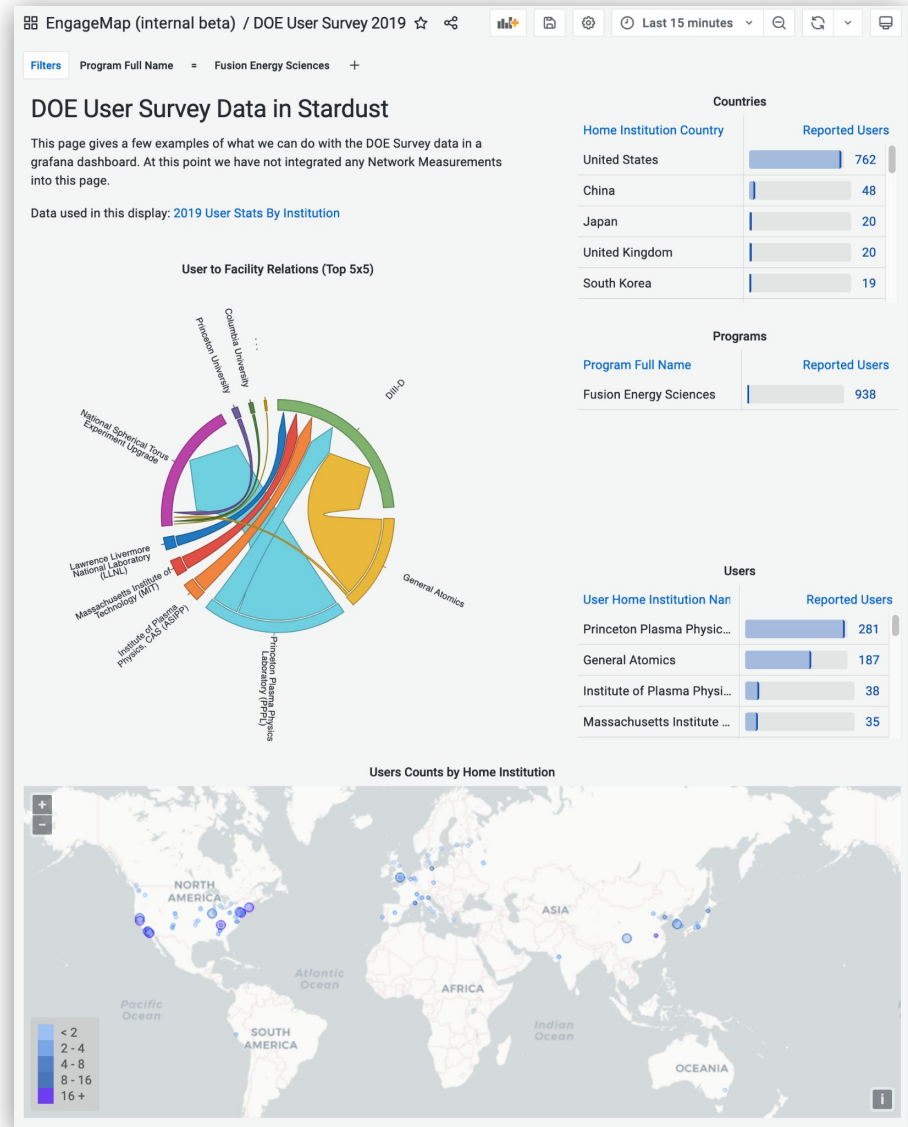 EngageMap (internal beta) / DOE User Survey 2019
Last 15 minutes
Filters Program Full Name = Fusion Energy Sciences +
DOE User Survey Data in Stardust
This page gives a few examples of what we can do with the DOE Survey data in a
grafana dashboard. At this point we have not integrated any Network Measurements
into this page.
Data used in this display: 2019 User Stats By Institution
User to Facility Relations (Top 5x5)
Columbia University
...
Princeton University
DIII-D
National Spherical Torus
Experiment Upgrade
Lawrence Livermore
National Laboratory
(LLNL)
Massachusetts Institute of
Technology (MIT)
Institute of Plasma
Physics, CAS (ASIPP)
Princeton Plasma Physics
Laboratory (PPPL)
General Atomics
Countries
Home Institution Country Reported Users
United States 762
China 48
Japan 20
United Kingdom 20
South Korea 19
Programs
Program Full Name Reported Users
Fusion Energy Sciences 938
Users
User Home Institution Nan Reported Users
Princeton Plasma Physic... 281
General Atomics 187
Institute of Plasma Physi... 38
Massachusetts Institute ... 35
Users Counts by Home Institution
+
−
NORTH
AMERICA
ASIA
Atlantic
Ocean
AFRICA
Pacific
Ocean
SOUTH
AMERICA
Indian
Ocean
OCEANIA
< 2
2 - 4
4 - 8
8 - 16
16 +
i